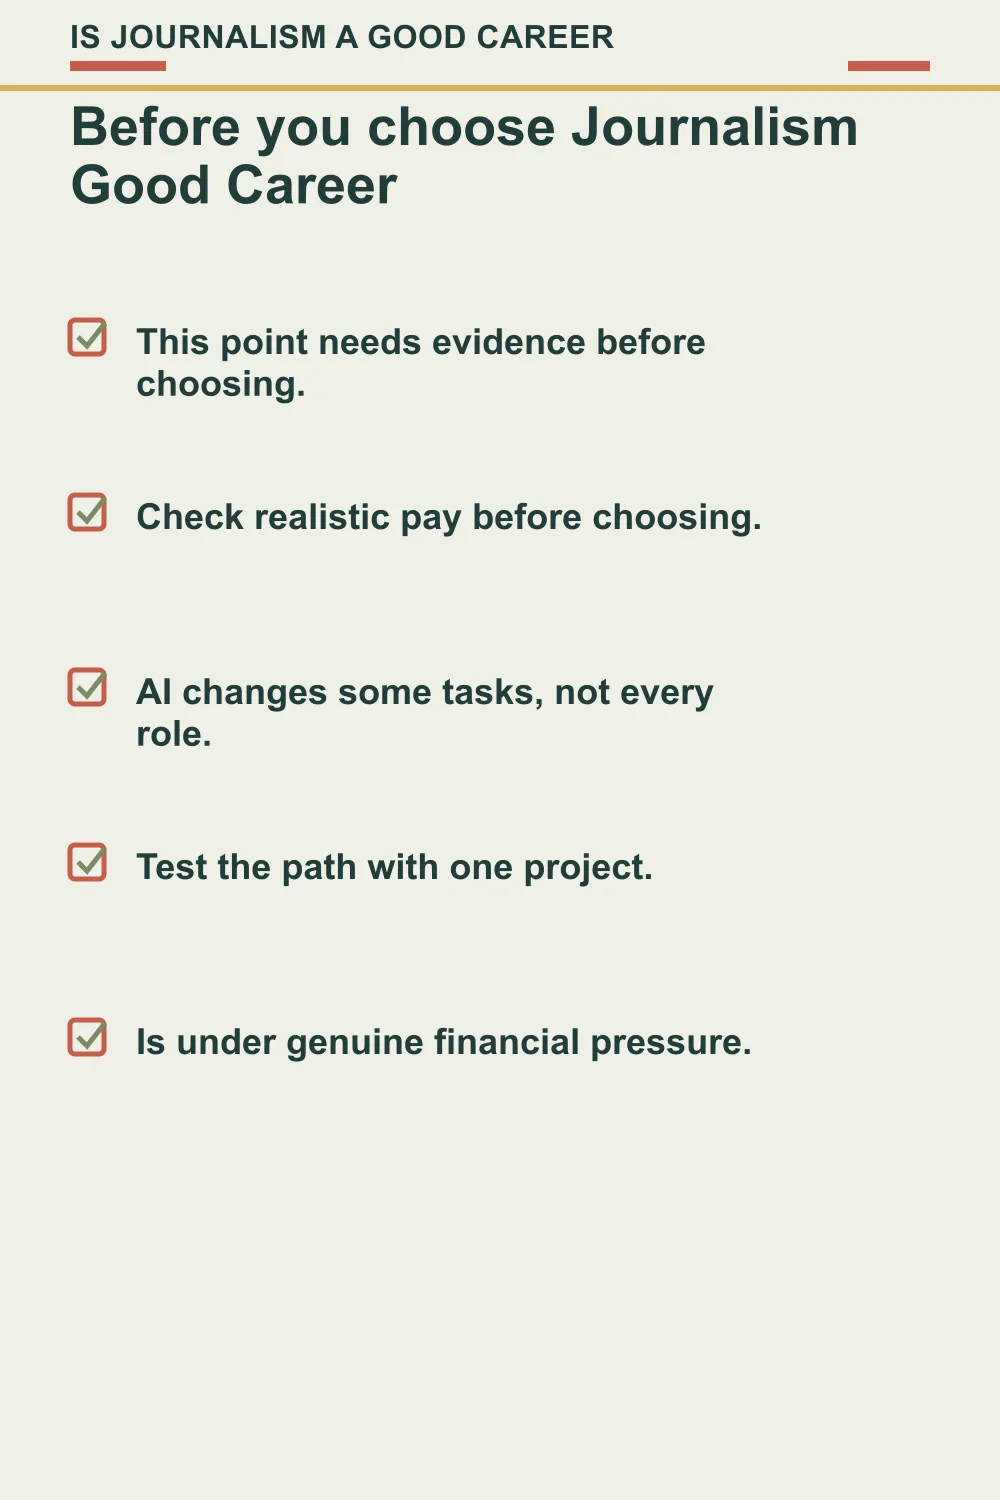 IS JOURNALISM A GOOD CAREER
Before you choose Journalism
Good Career
This point needs evidence before
choosing.
Check realistic pay before choosing.
AI changes some tasks, not every
role.
Test the path with one project.
Is under genuine financial pressure.